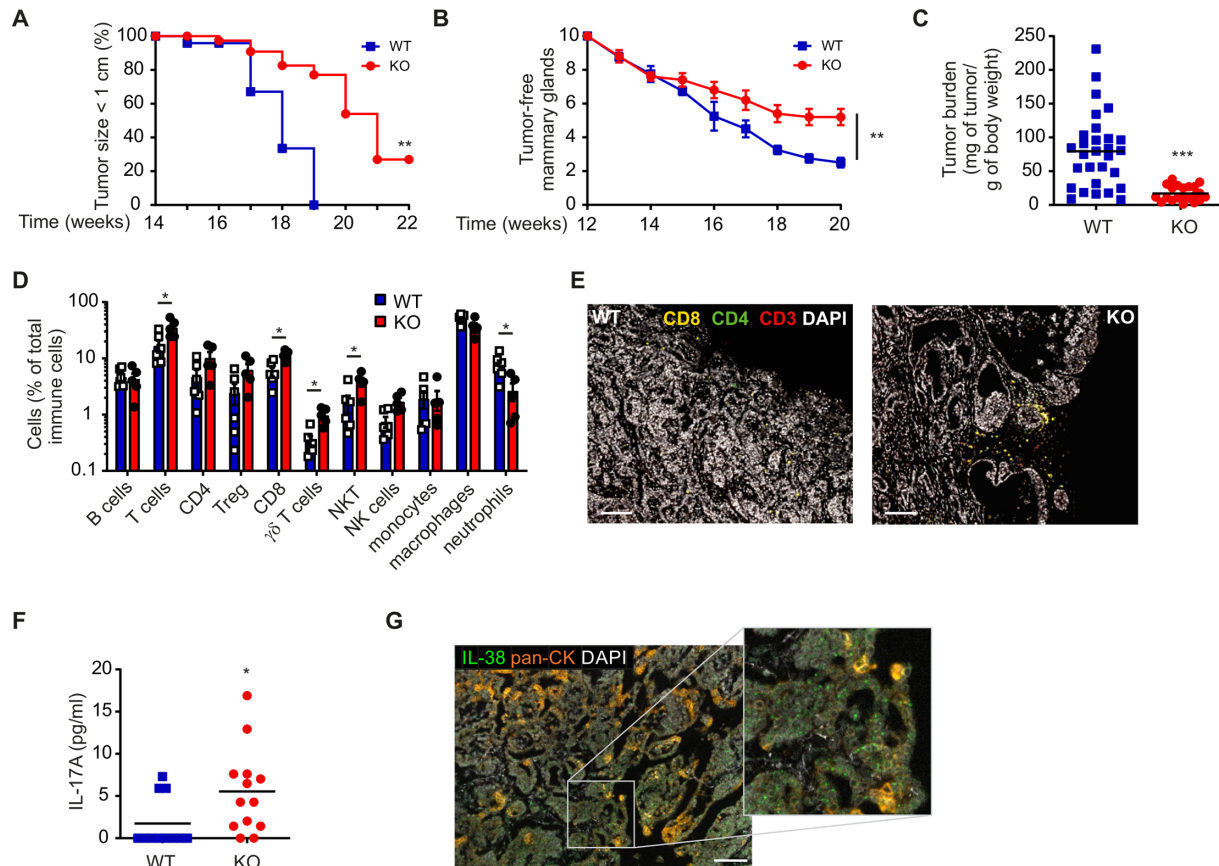 A
Tumor size < 1 cm (%)
100
80
60
40
20
0
14
16
18
20
22
Time (weeks)
WT
KO
**
B
Tumor-free
mammary glands
10
8
6
4
2
0
12
14
16
18
20
Time (weeks)
WT
KO
**
C
Tumor burden
(mg of tumor/
g of body weight)
250
200
150
100
50
0
***
WT
KO
D
Cells (% of total
immune cells)
100
10
1
0.1
WT
KO
*
*
*
*
*
B cells
T cells
CD4
Treg
CD8
γδ T cells
NKT
NK cells
monocytes
macrophages
neutrophils
E
WT
CD8 CD4 CD3 DAPI
KO
F
IL-17A (pg/ml)
20
15
10
5
0
*
WT
KO
G
IL-38 pan-CK DAPI